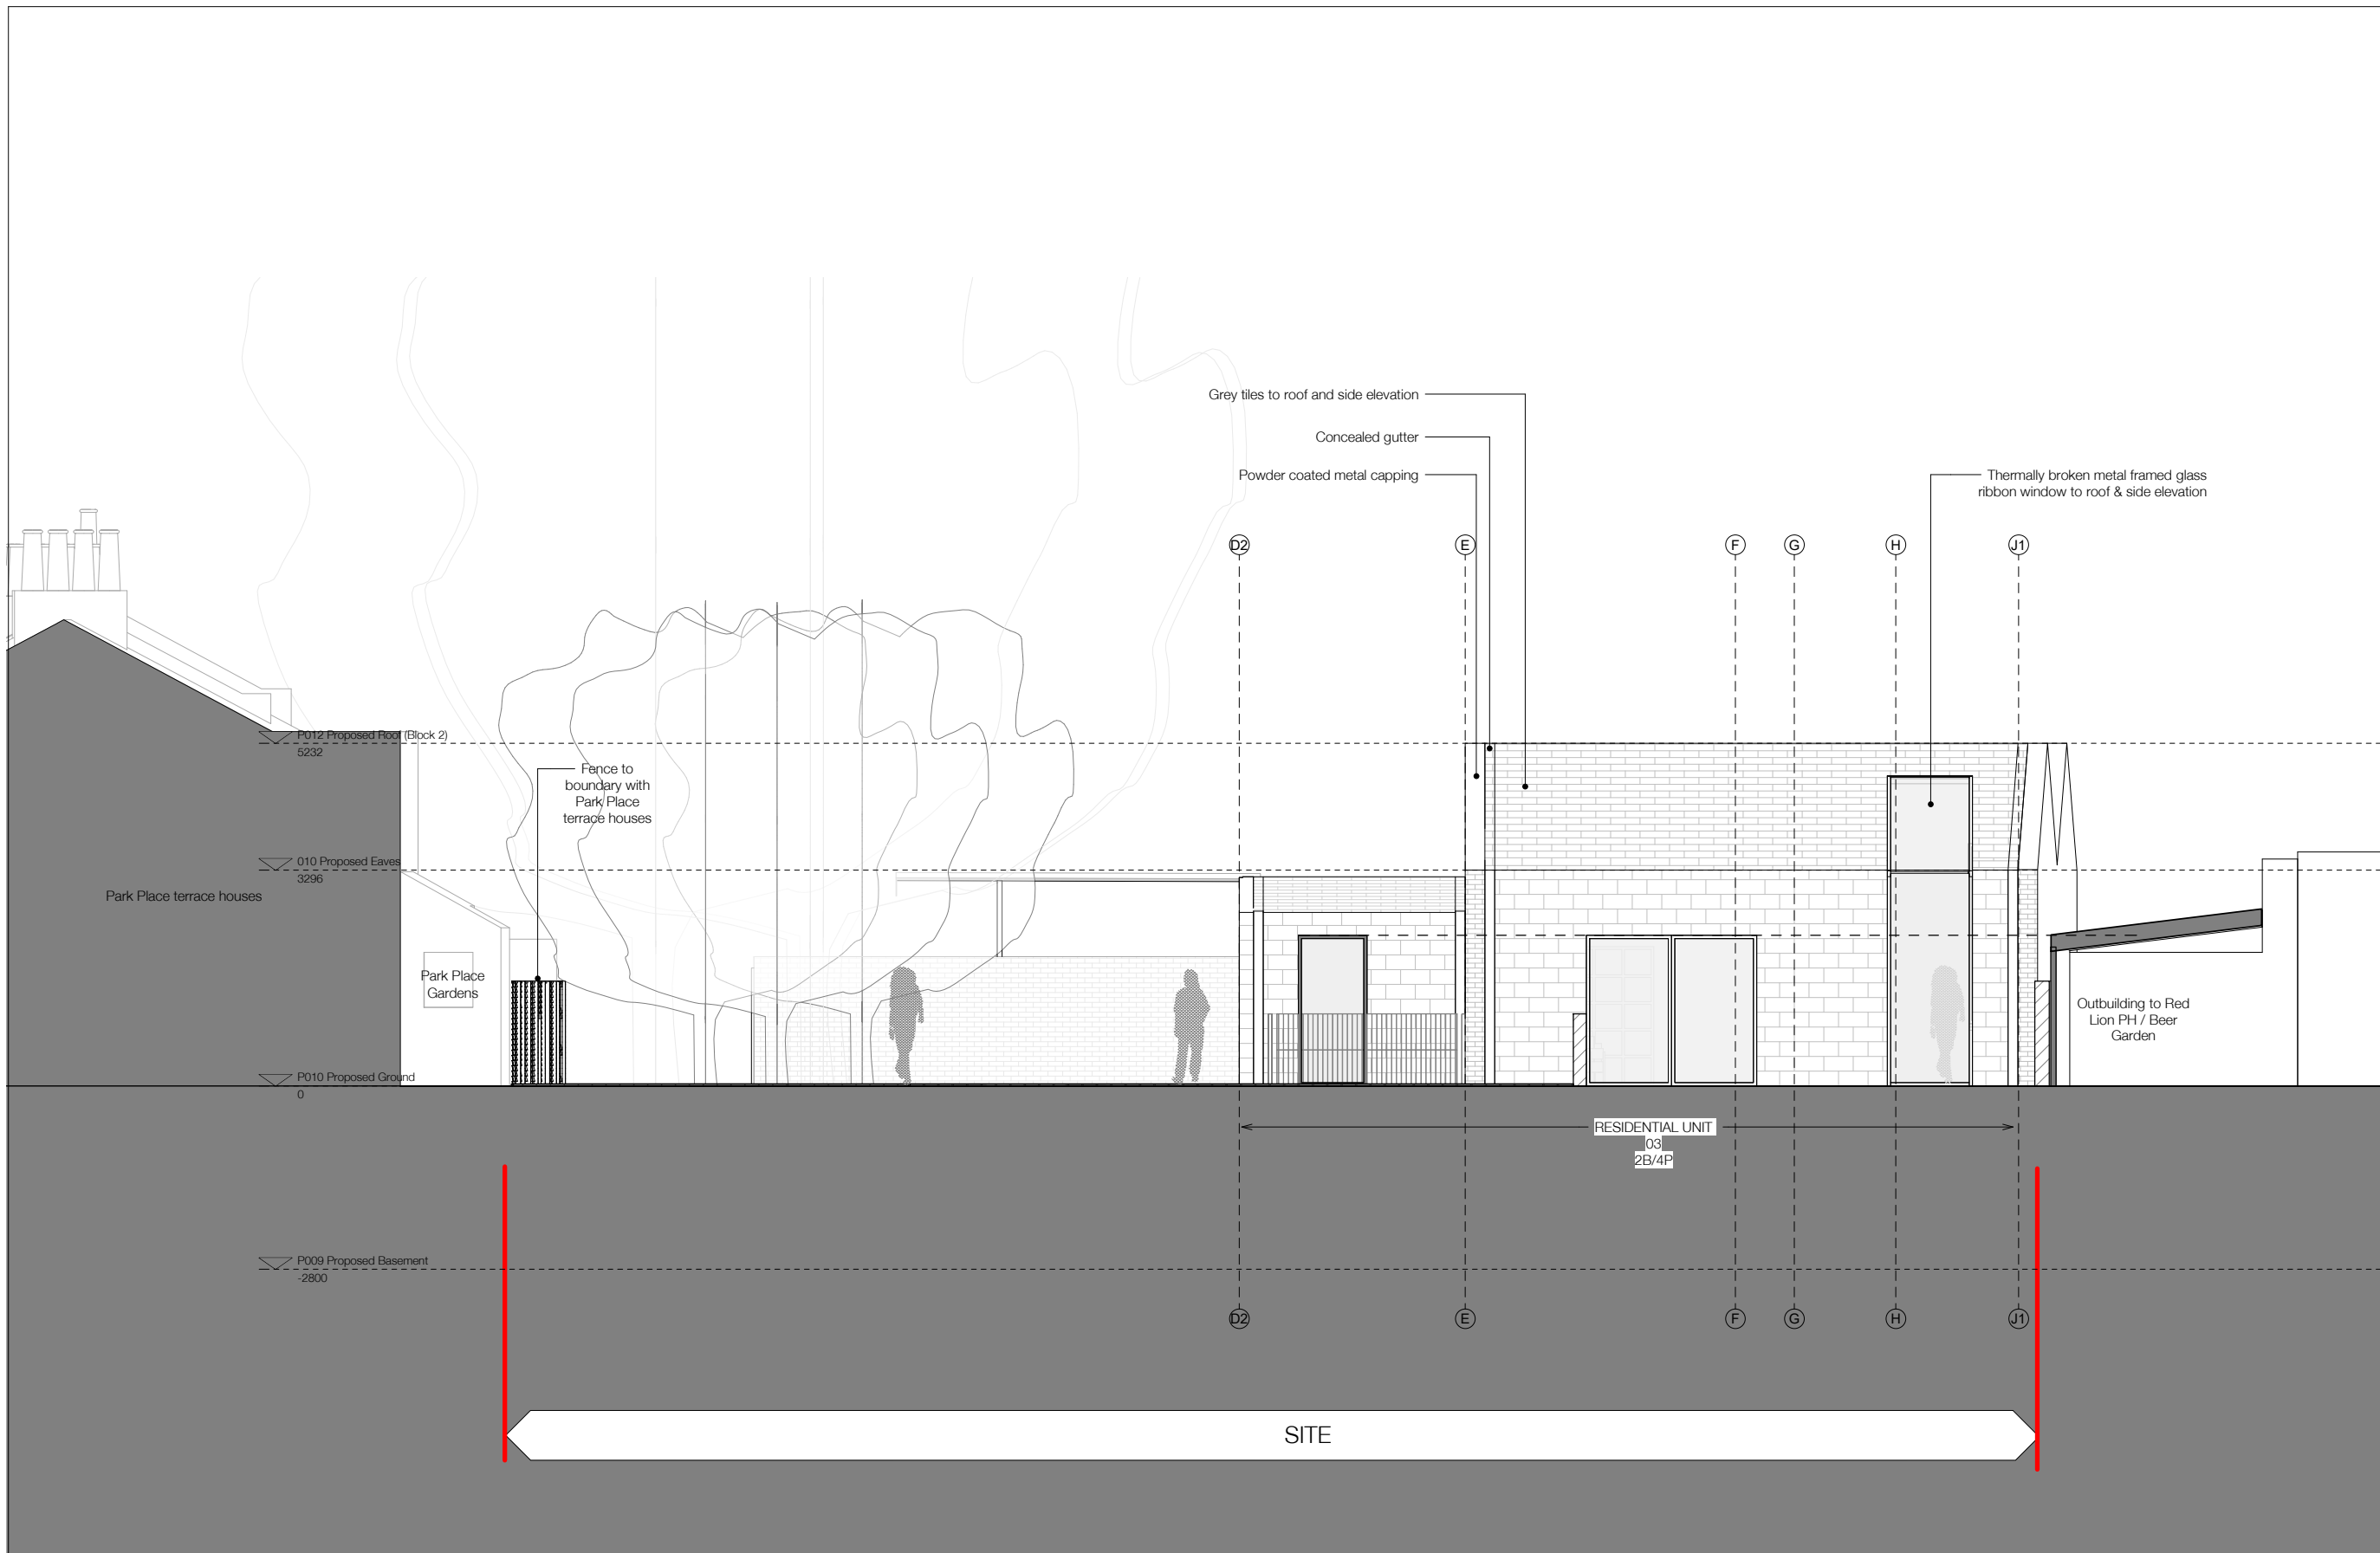 Grey tiles to roof and side elevation
Concealed gutter
Powder coated metal capping
Thermally broken metal framed glass
ribbon window to roof & side elevation
D2
E
F
G
H
J1
P012 Proposed Roof (Block 2)
5232
Fence to
boundary with
Park Place
terrace houses
010 Proposed Eaves
3296
Park Place terrace houses
Park Place
Gardens
Outbuilding to Red
Lion PH / Beer
Garden
P010 Proposed Ground
0
RESIDENTIAL UNIT
03
2B/4P
P009 Proposed Basement
-2800
D2
E
F
G
H
J1
SITE